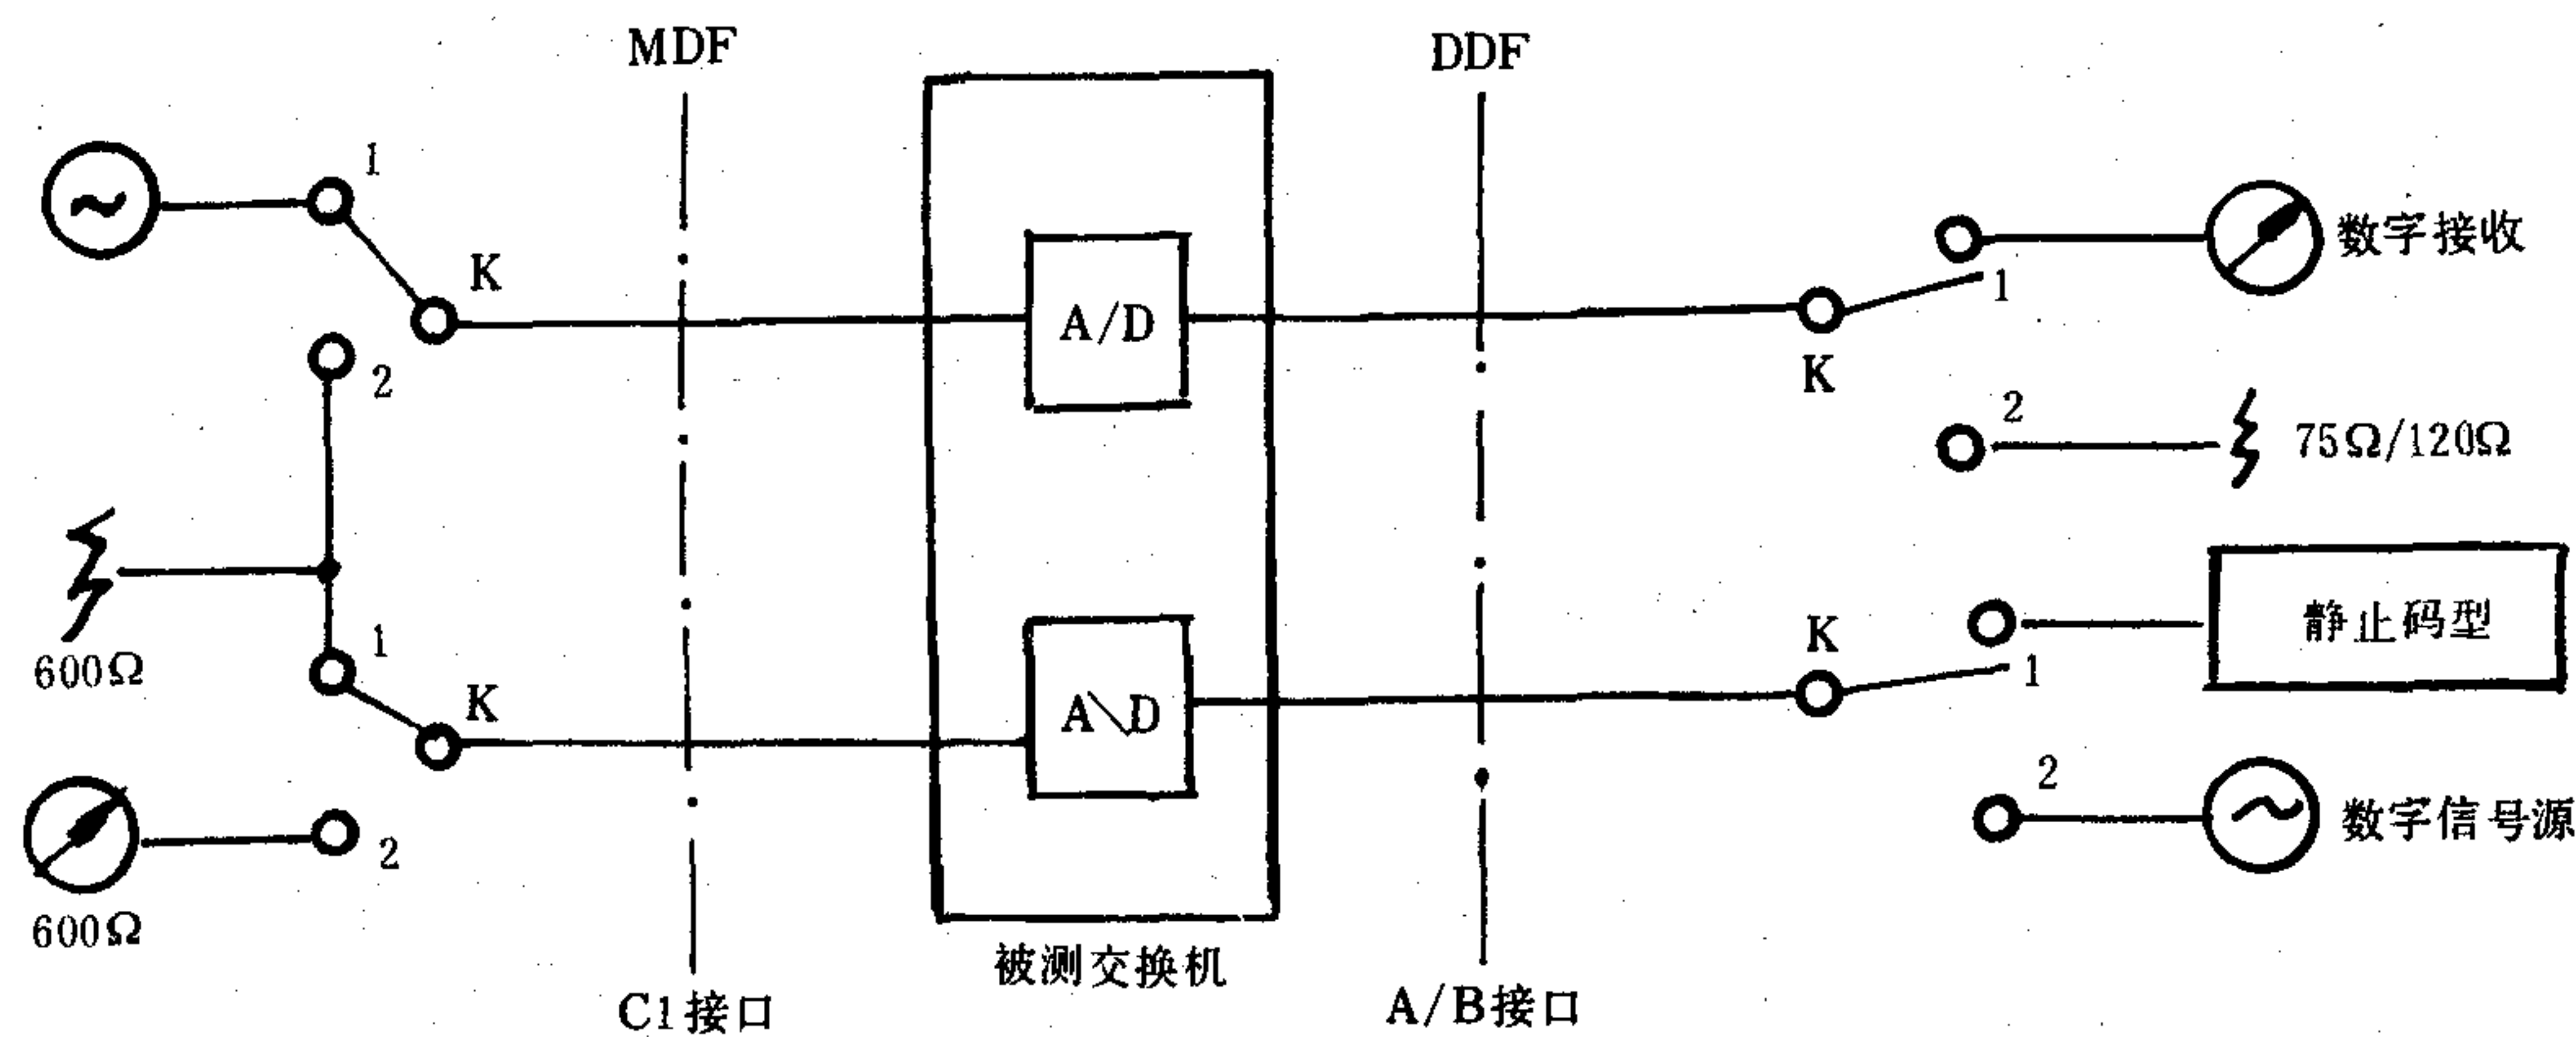 MDF
DDF
1
K
2
A/D
K
1
数字接收
2
75Ω/120Ω
600Ω
1
K
A\D
K
1
静止码型
2
600Ω
2
数字信号源
被测交换机
C1接口
A/B接口